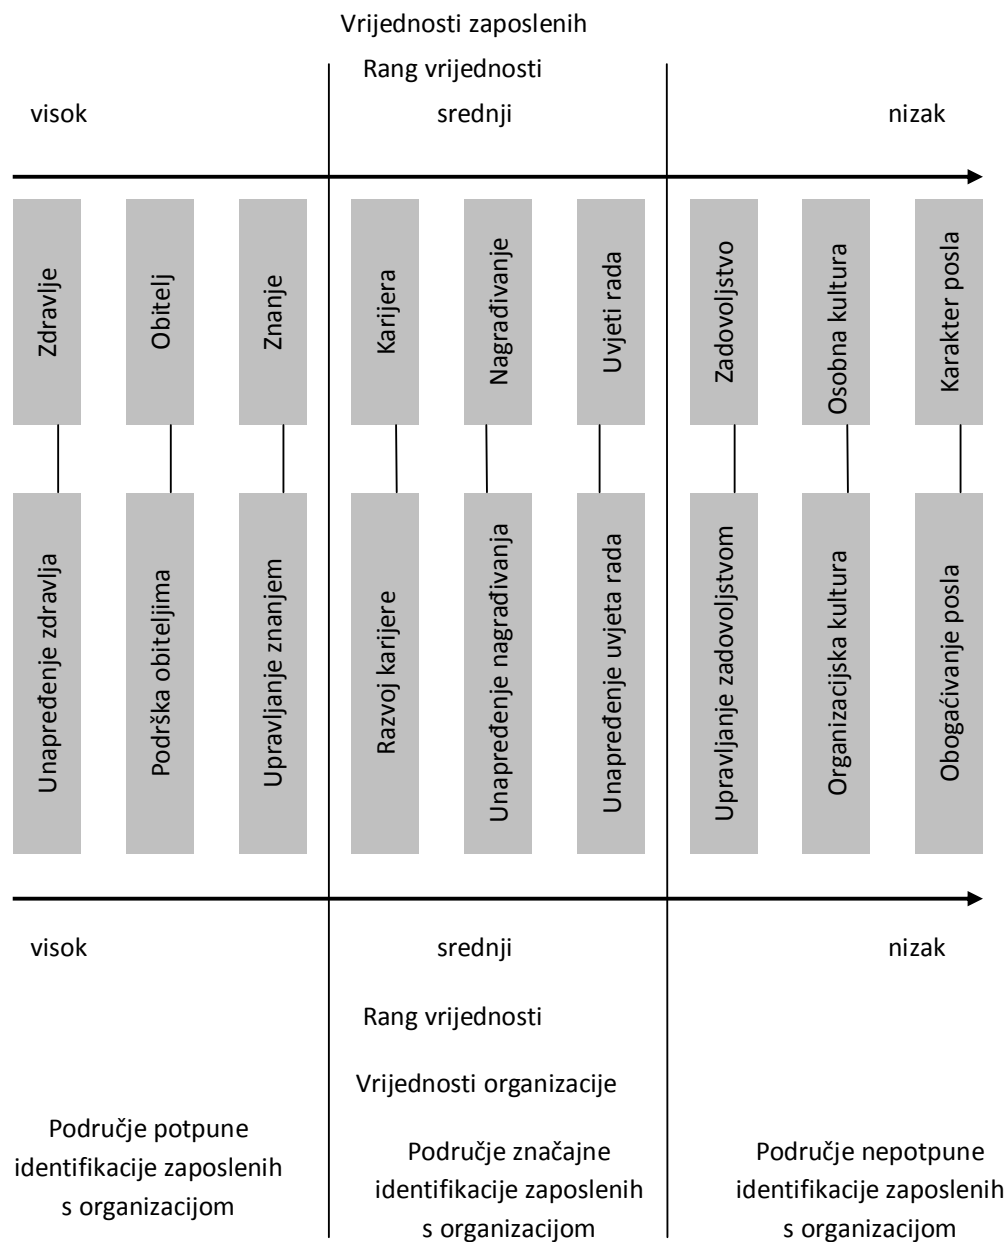 Vrijednosti zaposlenih
Rang vrijednosti
visok
srednji
nizak
Zdravlje
Obitelj
Znanje
Karijera
Nagrađivanje
Uvjeti rada
Zadovoljstvo
Osobna kultura
Karakter posla
Unapređenje zdravlja
Podrška obiteljima
Upravljanje znanjem
Razvoj karijere
Unapređenje nagrađivanja
Unapređenje uvjeta rada
Upravljanje zadovoljstvom
Organizacijska kultura
Obogaćivanje posla
visok
srednji
nizak
Rang vrijednosti
Vrijednosti organizacije
Područje potpune
identifikacije zaposlenih
s organizacijom
Područje značajne
identifikacije zaposlenih
s organizacijom
Područje nepotpune
identifikacije zaposlenih
s organizacijom